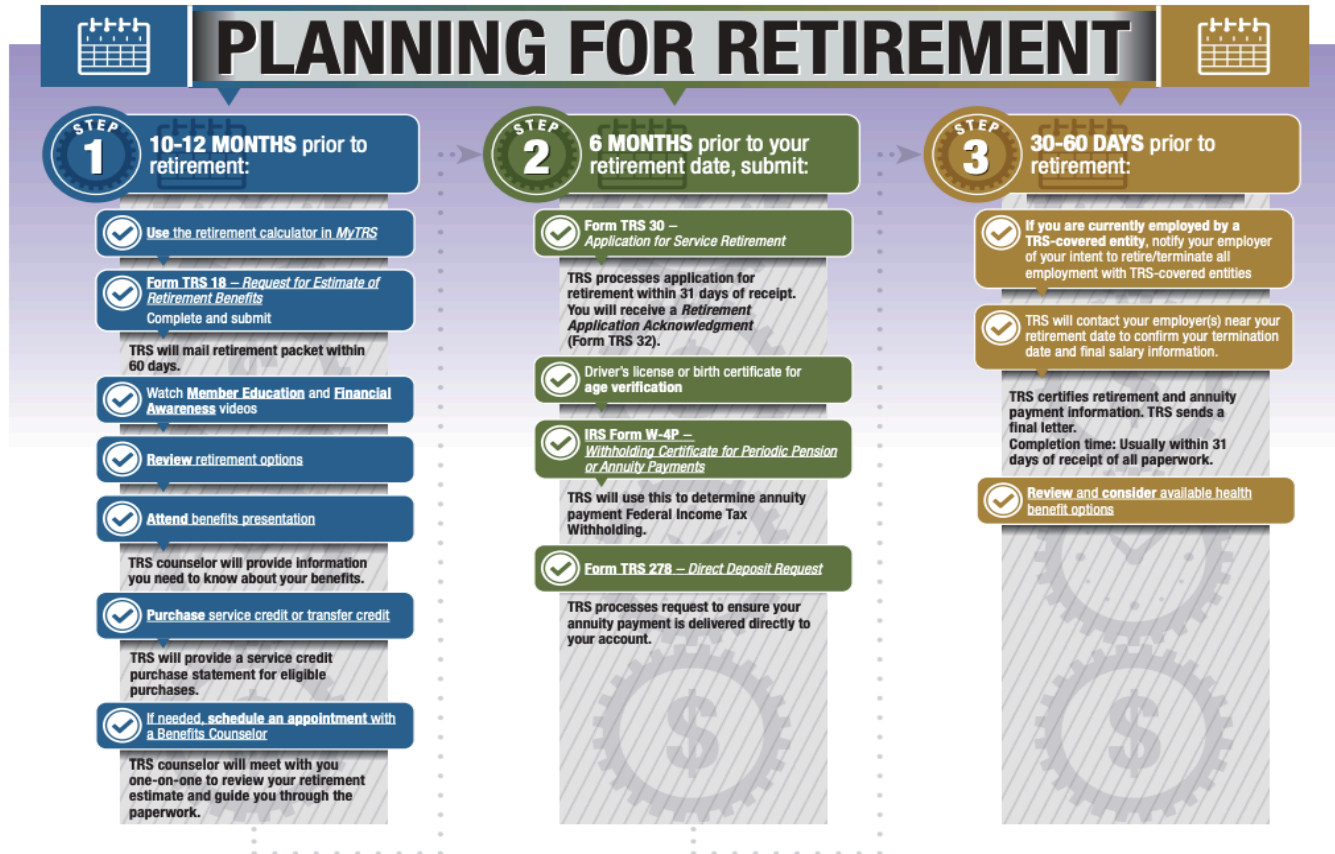 PLANNING FOR RETIREMENT
STEP
1
10-12 MONTHS prior to
retirement:
Use the retirement calculator in MyTRS
Form TRS 18 – Request for Estimate of
Retirement Benefits
Complete and submit
TRS will mail retirement packet within
60 days.
Watch Member Education and Financial
Awareness videos
Review retirement options
Attend benefits presentation
TRS counselor will provide information
you need to know about your benefits.
Purchase service credit or transfer credit
TRS will provide a service credit
purchase statement for eligible
purchases.
If needed, schedule an appointment with
a Benefits Counselor
TRS counselor will meet with you
one-on-one to review your retirement
estimate and guide you through the
paperwork.
STEP
2
6 MONTHS prior to your
retirement date, submit:
Form TRS 30 –
Application for Service Retirement
TRS processes application for
retirement within 31 days of receipt.
You will receive a Retirement
Application Acknowledgment
(Form TRS 32).
Driver's license or birth certificate for
age verification
IRS Form W-4P –
Withholding Certificate for Periodic Pension
or Annuity Payments
TRS will use this to determine annuity
payment Federal Income Tax
Withholding.
Form TRS 278 – Direct Deposit Request
TRS processes request to ensure your
annuity payment is delivered directly to
your account.
$
STEP
3
30-60 DAYS prior to
retirement:
If you are currently employed by a
TRS-covered entity, notify your employer
of your intent to retire/terminate all
employment with TRS-covered entities
TRS will contact your employer(s) near your
retirement date to confirm your termination
date and final salary information.
TRS certifies retirement and annuity
payment information. TRS sends a
final letter.
Completion time: Usually within 31
days of receipt of all paperwork.
Review and consider available health
benefit options
$